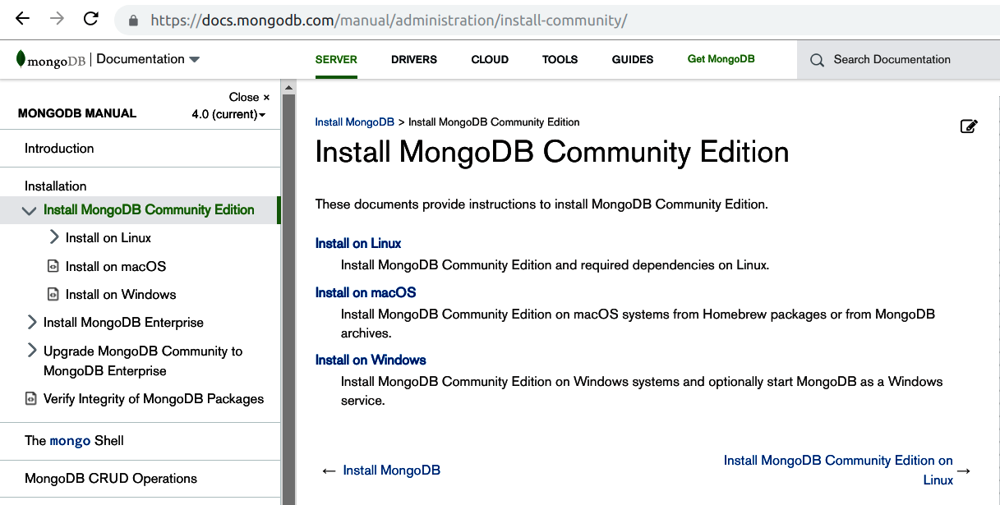 https://docs.mongodb.com/manual/administration/install-community/
mongoDB Documentation
SERVER DRIVERS CLOUD TOOLS GUIDES Get MongoDB
Search Documentation
Close ×
MONGODB MANUAL 4.0 (current)
Introduction
Installation
Install MongoDB Community Edition
Install on Linux
Install on macOS
Install on Windows
Install MongoDB Enterprise
Upgrade MongoDB Community to
MongoDB Enterprise
Verify Integrity of MongoDB Packages
The mongo Shell
MongoDB CRUD Operations
Install MongoDB > Install MongoDB Community Edition
Install MongoDB Community Edition
These documents provide instructions to install MongoDB Community Edition.
Install on Linux
Install MongoDB Community Edition and required dependencies on Linux.
Install on macOS
Install MongoDB Community Edition on macOS systems from Homebrew packages or from MongoDB
archives.
Install on Windows
Install MongoDB Community Edition on Windows systems and optionally start MongoDB as a Windows
service.
← Install MongoDB
Install MongoDB Community Edition on
Linux →